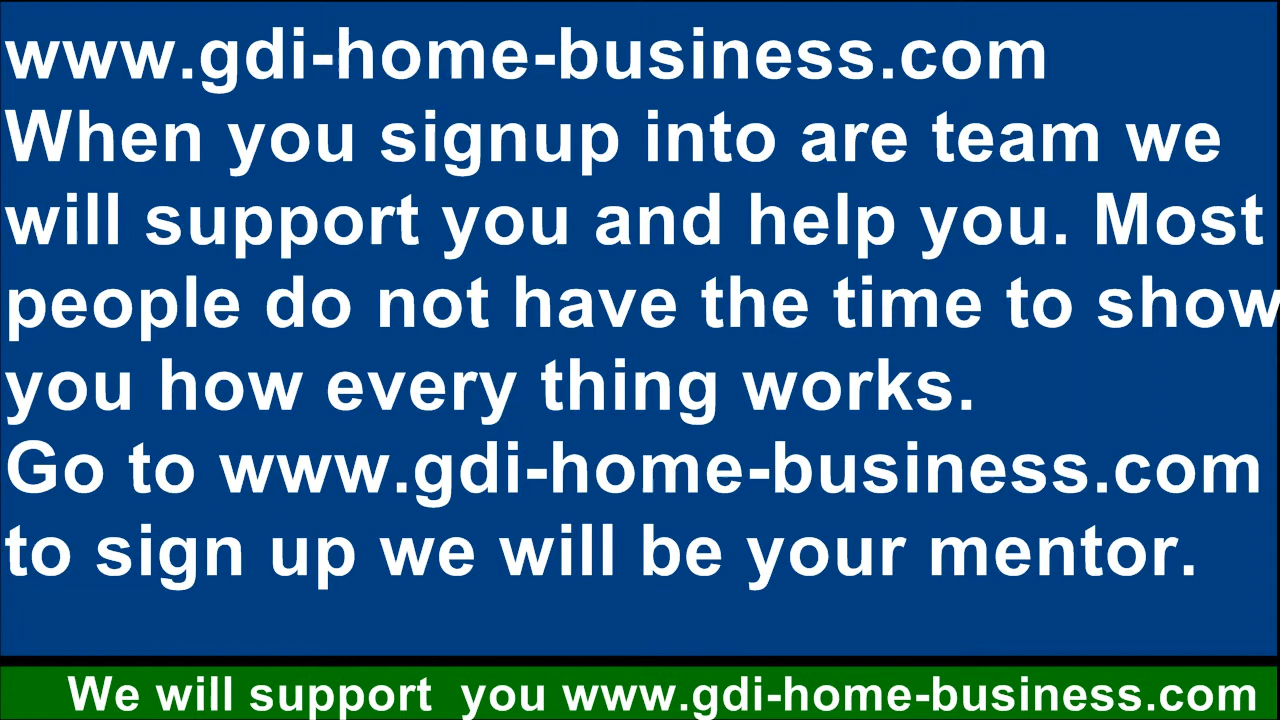 www.gdi-home-business.com
When you signup into are team we
will support you and help you. Most
people do not have the time to show
you how every thing works.
Go to www.gdi-home-business.com
to sign up we will be your mentor.
We will support  you www.gdi-home-business.com